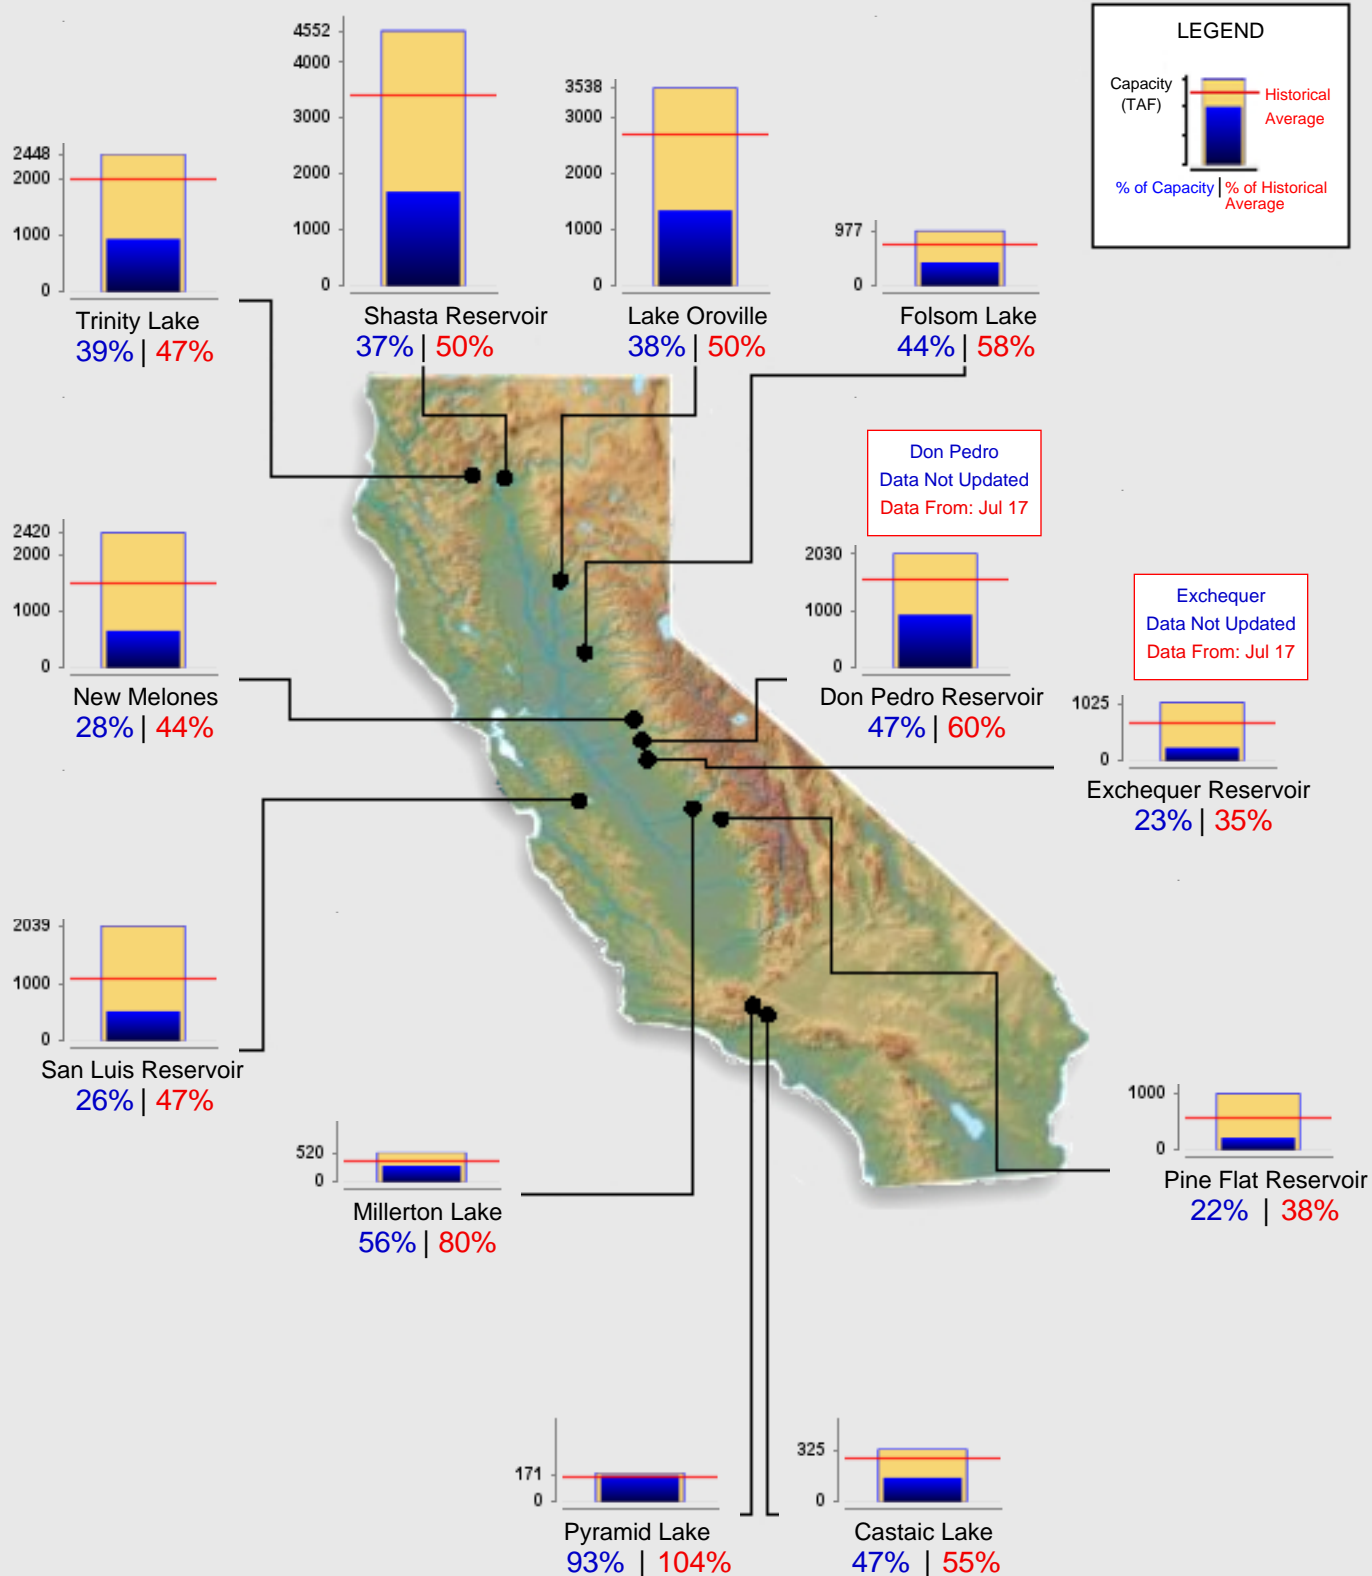 LEGEND
Capacity
(TAF)
Historical
Average
% of Capacity | % of Historical
Average
4552
4000
3000
2000
1000
0
Shasta Reservoir
37% | 50%
3538
3000
2000
1000
0
Lake Oroville
38% | 50%
2448
2000
1000
0
Trinity Lake
39% | 47%
977
0
Folsom Lake
44% | 58%
Don Pedro
Data Not Updated
Data From: Jul 17
2030
1000
0
Don Pedro Reservoir
47% | 60%
2420
2000
1000
0
New Melones
28% | 44%
Exchequer
Data Not Updated
Data From: Jul 17
1025
0
Exchequer Reservoir
23% | 35%
2039
1000
0
San Luis Reservoir
26% | 47%
1000
0
Pine Flat Reservoir
22% | 38%
520
0
Millerton Lake
56% | 80%
171
0
Pyramid Lake
93% | 104%
325
0
Castaic Lake
47% | 55%